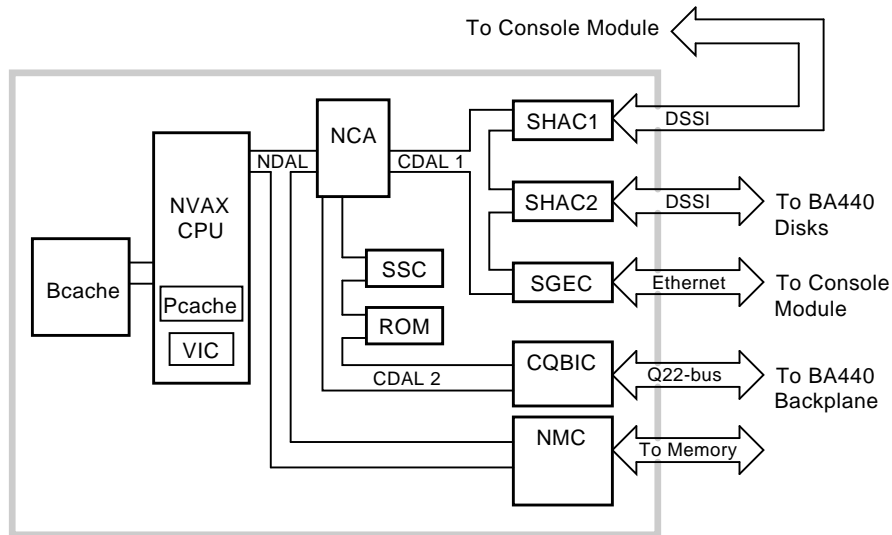 To Console Module
NCA
SHAC1
DSSI
NDAL
CDAL 1
NVAX
CPU
SHAC2
DSSI
To BA440
Disks
SSC
Bcache
Pcache
SGEC
Ethernet
To Console
Module
ROM
VIC
CDAL 2
CQBIC
Q22-bus
To BA440
Backplane
NMC
To Memory